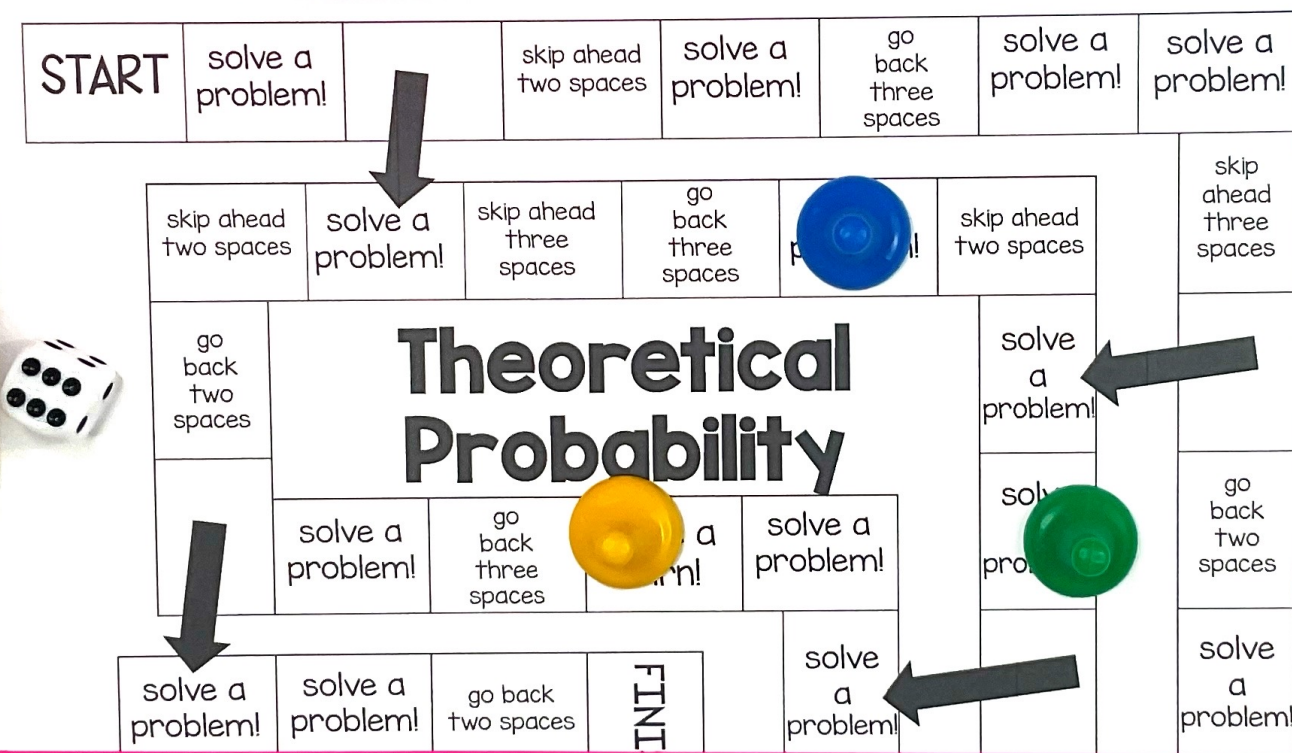 START
solve a
problem!
skip ahead
two spaces
solve a
problem!
go
back
three
spaces
solve a
problem!
solve a
problem!
skip
ahead
three
spaces
skip ahead
two spaces
solve a
problem!
skip ahead
three
spaces
go
back
three
spaces
skip ahead
two spaces
go
back
two
spaces
Theoretical
Probability
solve
a
problem!
go
back
two
spaces
solve a
problem!
go
back
three
spaces
a
solve a
problem!
solve
a
problem!
solve
a
problem!
solve a
problem!
solve a
problem!
go back
two spaces